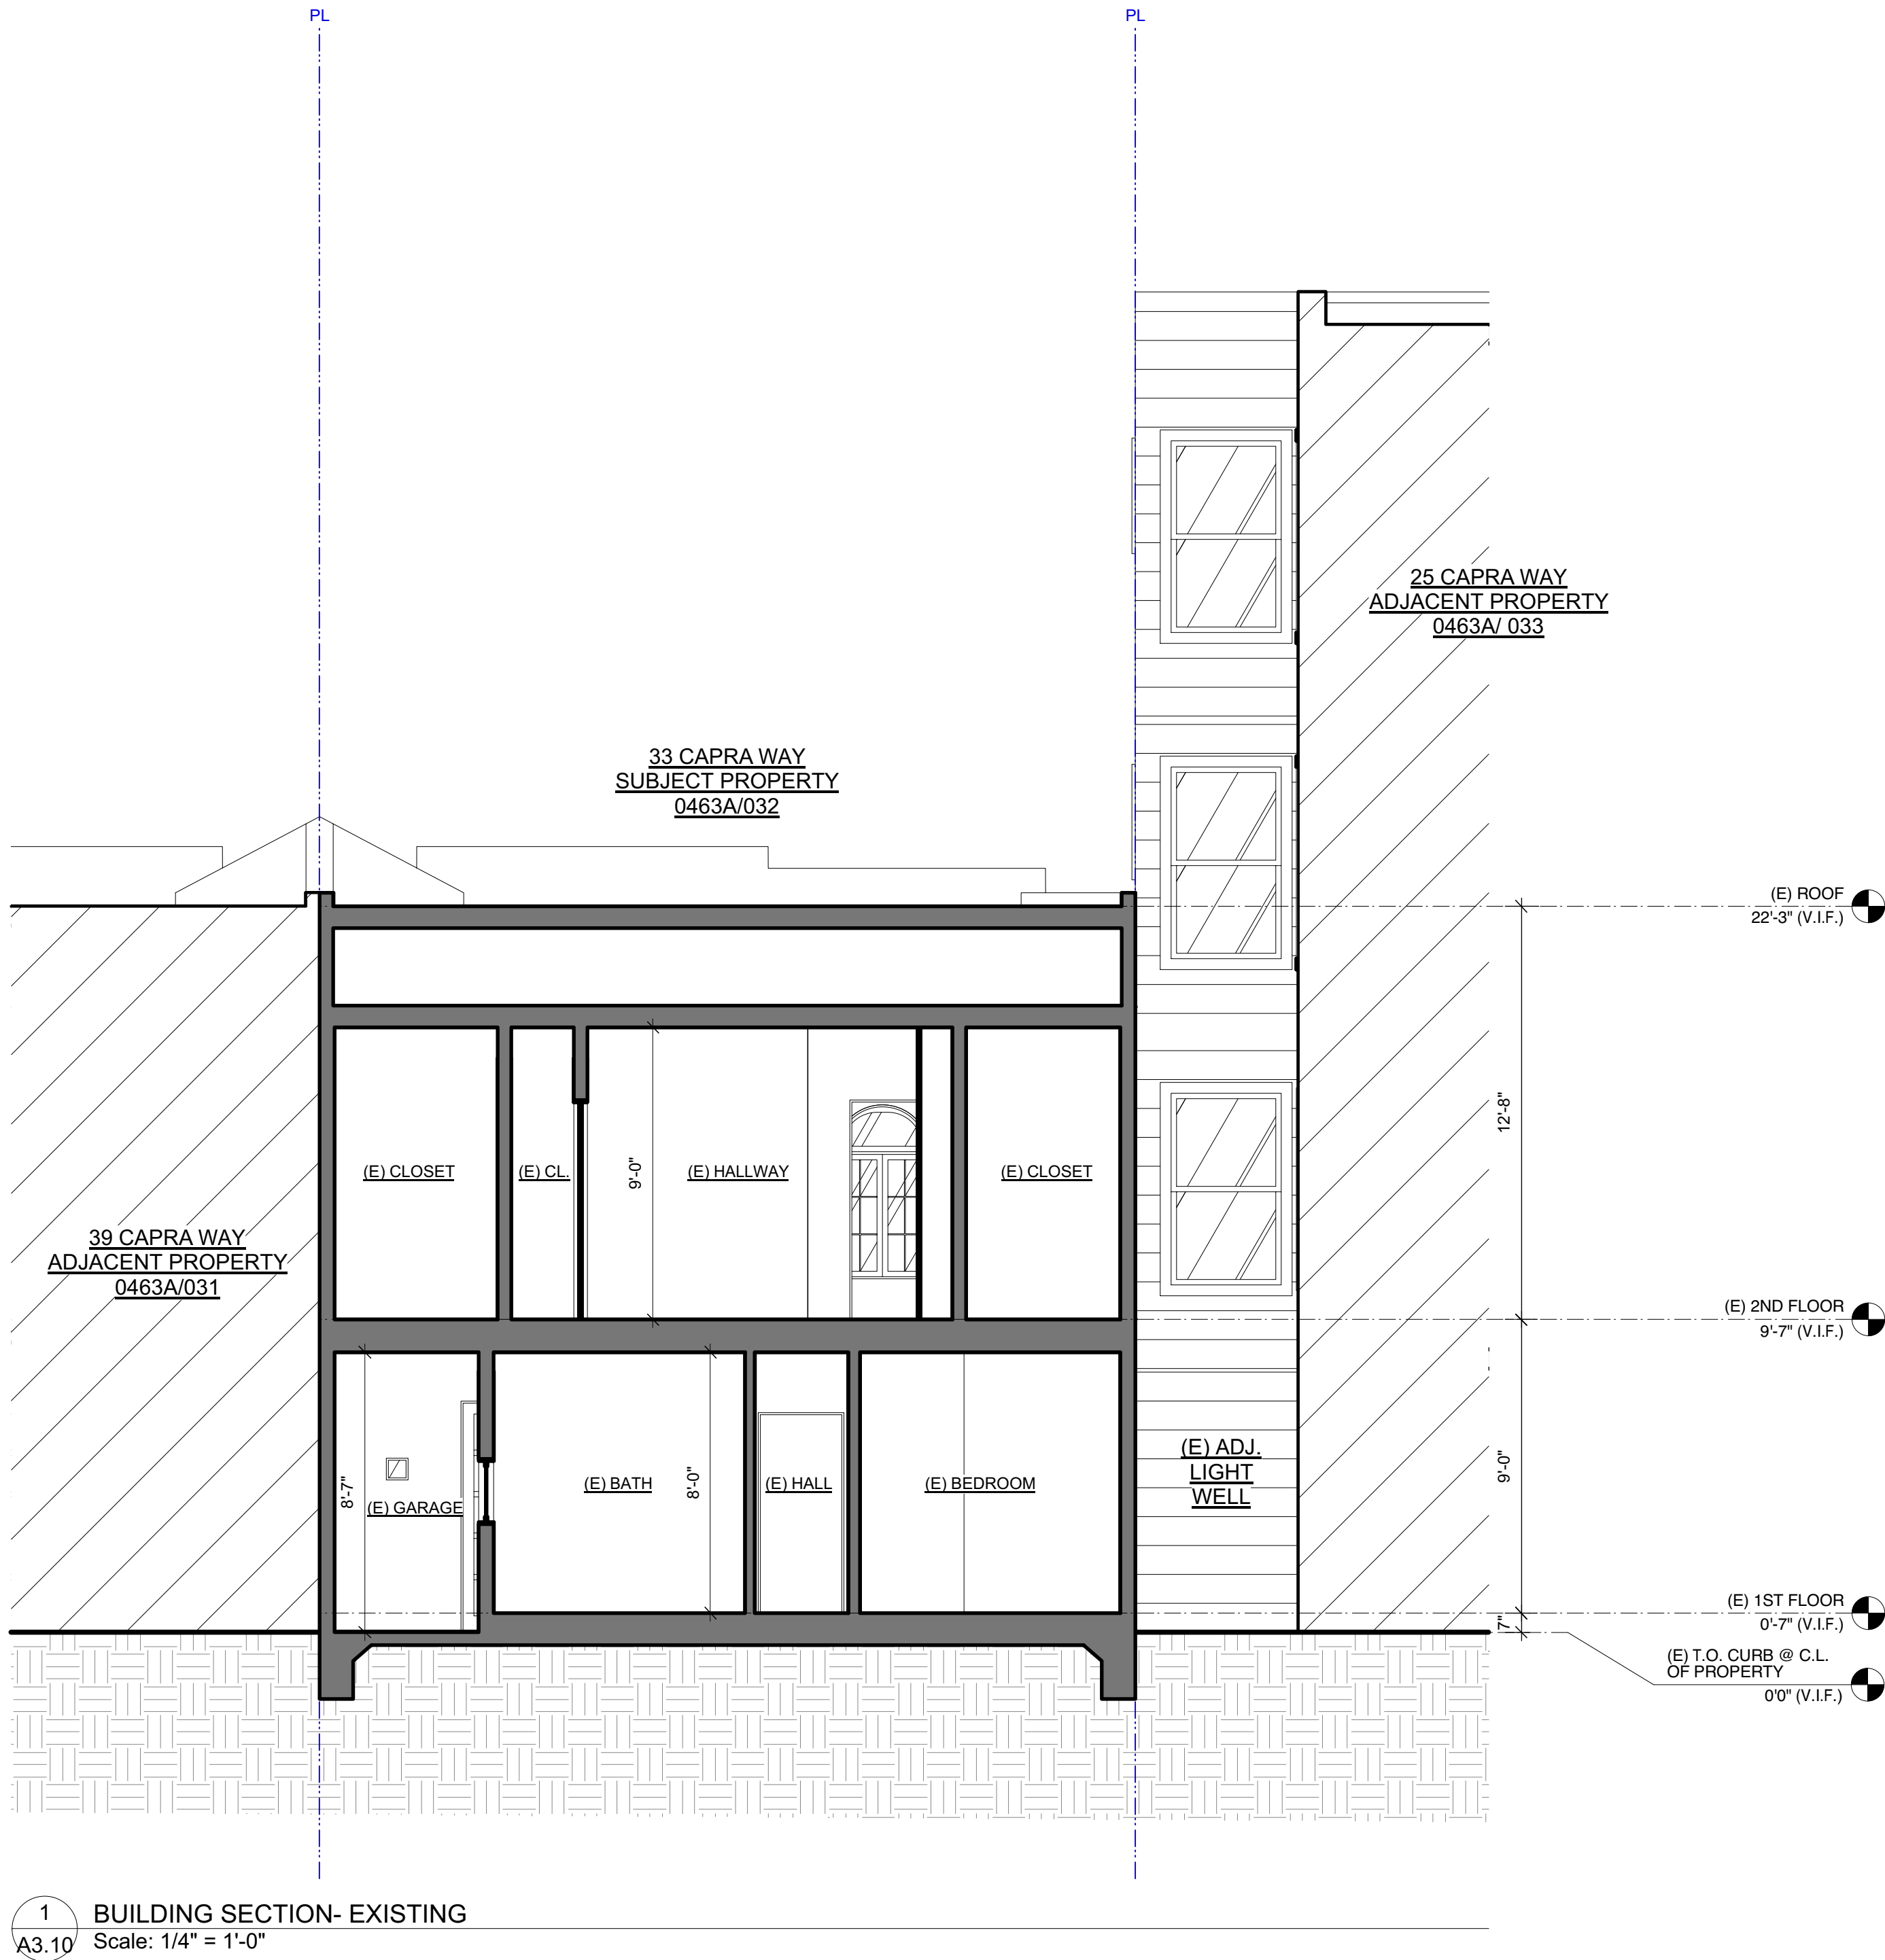 PL
PL
25 CAPRA WAY
ADJACENT PROPERTY
0463A/ 033
33 CAPRA WAY
SUBJECT PROPERTY
0463A/032
(E) ROOF
22'-3" (V.I.F.)
12'-8"
(E) CLOSET
(E) CL.
9'-0"
(E) HALLWAY
(E) CLOSET
39 CAPRA WAY
ADJACENT PROPERTY
0463A/031
(E) 2ND FLOOR
9'-7" (V.I.F.)
(E) ADJ.
LIGHT
WELL
9'-0"
8'-7"
(E) GARAGE
(E) BATH
8'-0"
(E) HALL
(E) BEDROOM
(E) 1ST FLOOR
0'-7" (V.I.F.)
7"
(E) T.O. CURB @ C.L.
OF PROPERTY
0'0" (V.I.F.)
1
A3.10
BUILDING SECTION- EXISTING
Scale: 1/4" = 1'-0"